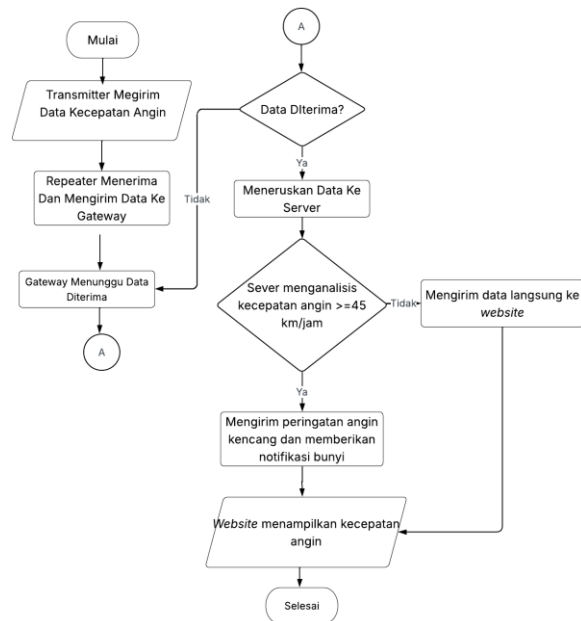 Mulai
Transmitter Megirim
Data Kecepatan Angin
Repeater Menerima
Dan Mengirim Data Ke
Gateway
Gateway Menunggu Data
Diterima
A
A
Data DIterima?
Tidak
Ya
Meneruskan Data Ke
Server
Sever menganalisis
kecepatan angin >=45
km/jam
Tidak
Mengirim data langsung ke
website
Ya
Mengirim peringatan angin
kencang dan memberikan
notifikasi bunyi
Website menampilkan kecepatan
angin
Selesai